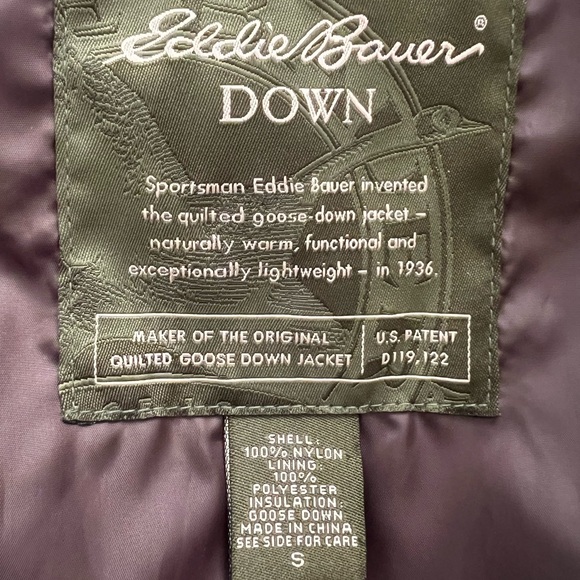 Eddie Bauer®
DOWN
Sportsman Eddie Bauer invented
the quilted goose-down jacket –
naturally warm, functional and
exceptionally lightweight – in 1936.
MAKER OF THE ORIGINAL
QUILTED GOOSE DOWN JACKET
U.S. PATENT
D119,122
SHELL:
100% NYLON
LINING:
100%
POLYESTER
INSULATION:
GOOSE DOWN
MADE IN CHINA
SEE SIDE FOR CARE
S